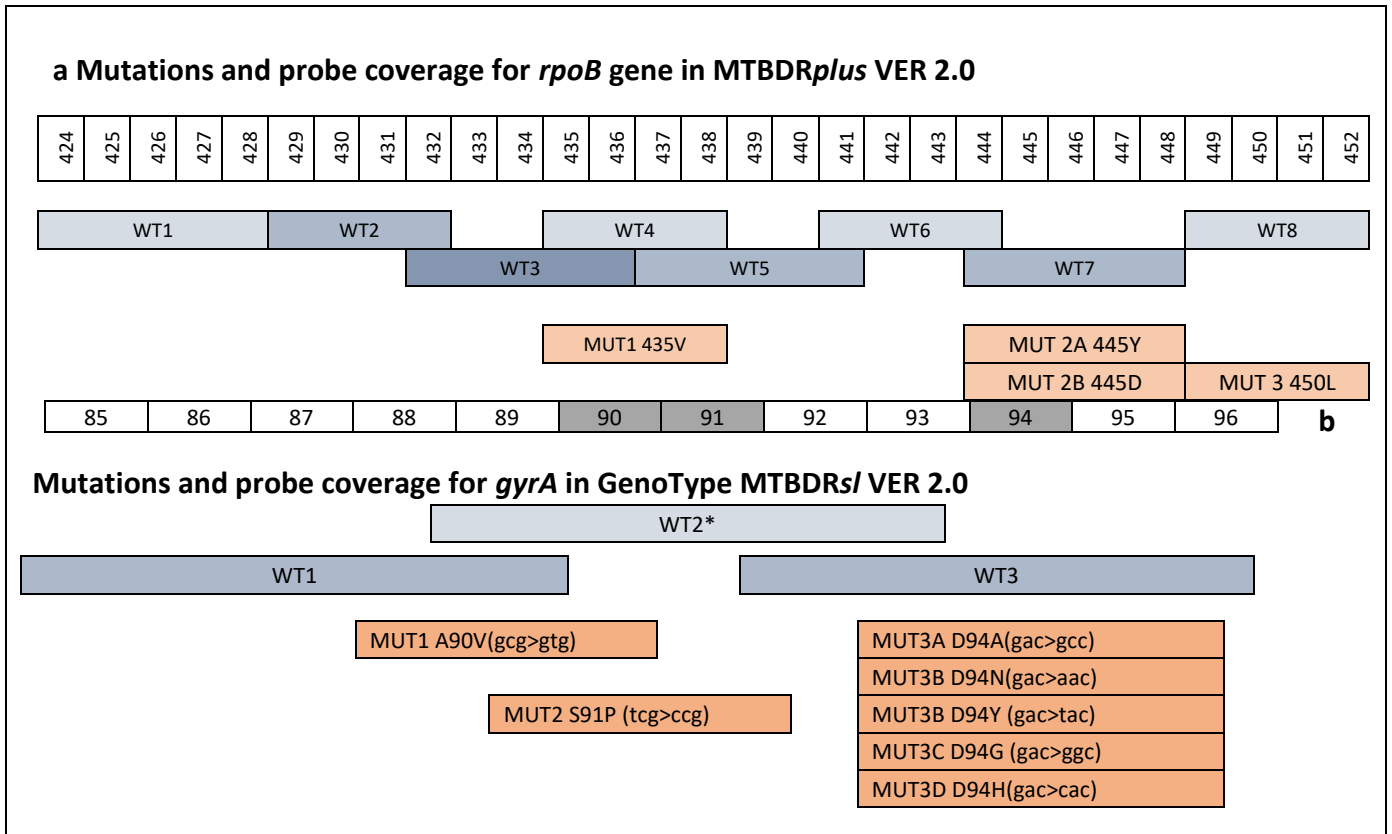 a Mutations and probe coverage for rpoB gene in MTBDRplus VER 2.0
424 425 426 427 428 429 430 431 432 433 434 435 436 437 438 439 440 441 442 443 444 445 446 447 448 449 450 451 452
WT1 WT2 WT4 WT6 WT8
WT3 WT5 WT7
MUT1 435V MUT 2A 445Y
MUT 2B 445D MUT 3 450L
85 86 87 88 89 90 91 92 93 94 95 96 b
Mutations and probe coverage for gyrA in GenoType MTBDRsl VER 2.0
WT2*
WT1 WT3
MUT1 A90V(gcg>gtg) MUT3A D94A(gac>gcc)
MUT3B D94N(gac>aac)
MUT2 S91P (tcg>ccg) MUT3B D94Y (gac>tac)
MUT3C D94G (gac>ggc)
MUT3D D94H(gac>cac)